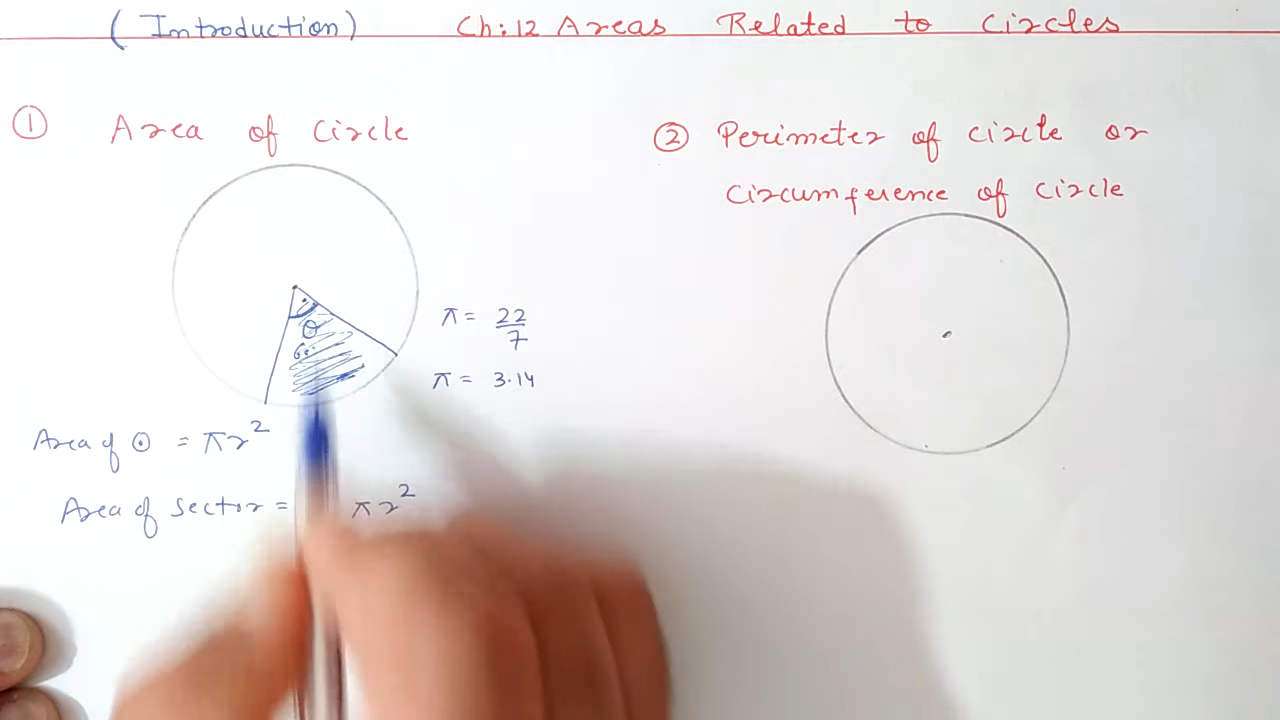 (Introduction) Ch:12 Areas Related to Circles
① Area of circle
θ
60°
π = 22/7
π = 3.14
Area of ⊙ = πr²
Area of sector = πr²
② Perimeter of circle or
circumference of circle